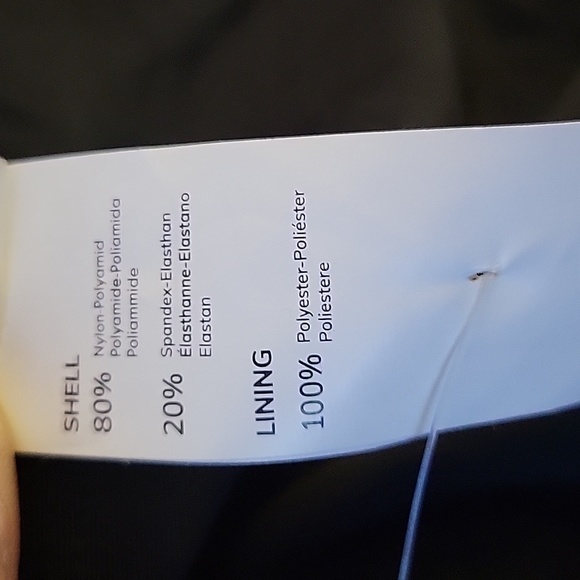 SHELL
80% Nylon-Polyamid
Polyamide-Poliamida
Poliammide
20% Spandex-Elasthan
Élasthanne-Elastano
Elastan
LINING
100% Polyester-Poliéster
Poliestere